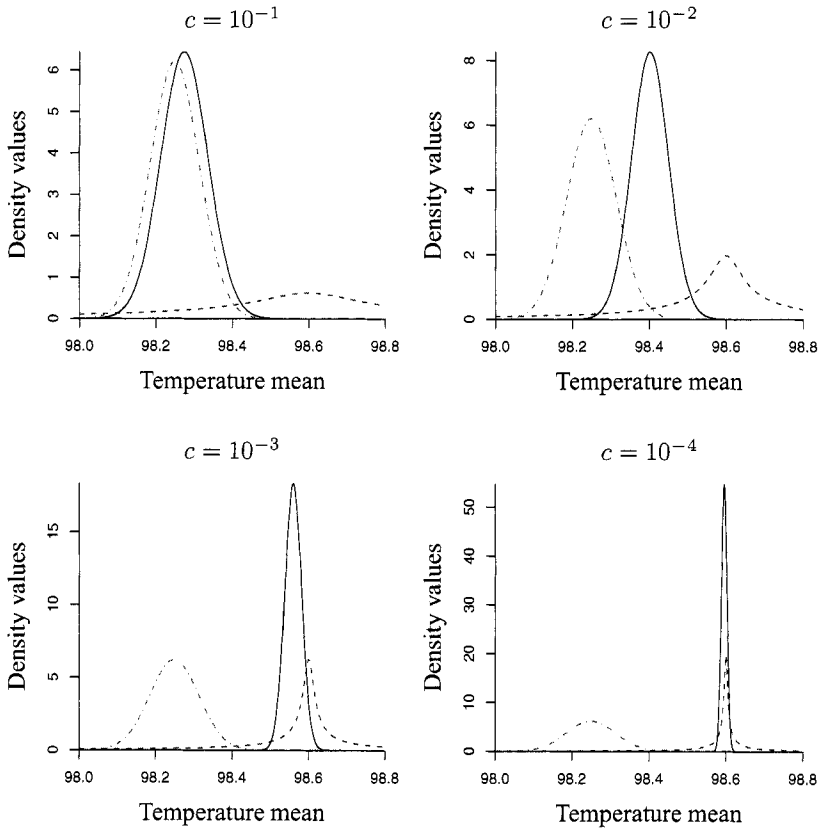 c = 10⁻¹
Density values
0 1 2 3 4 5 6
98.0 98.2 98.4 98.6 98.8
Temperature mean
c = 10⁻²
Density values
0 2 4 6 8
98.0 98.2 98.4 98.6 98.8
Temperature mean
c = 10⁻³
Density values
0 5 10 15
98.0 98.2 98.4 98.6 98.8
Temperature mean
c = 10⁻⁴
Density values
0 10 20 30 40 50
98.0 98.2 98.4 98.6 98.8
Temperature mean